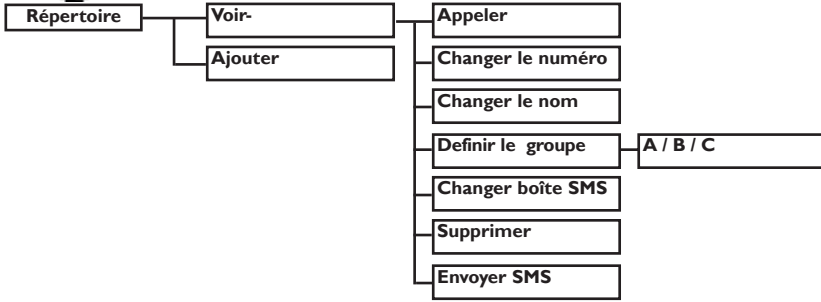 Répertoire
Voir-
Ajouter
Appeler
Changer le numéro
Changer le nom
Definir le groupe
A / B / C
Changer boîte SMS
Supprimer
Envoyer SMS